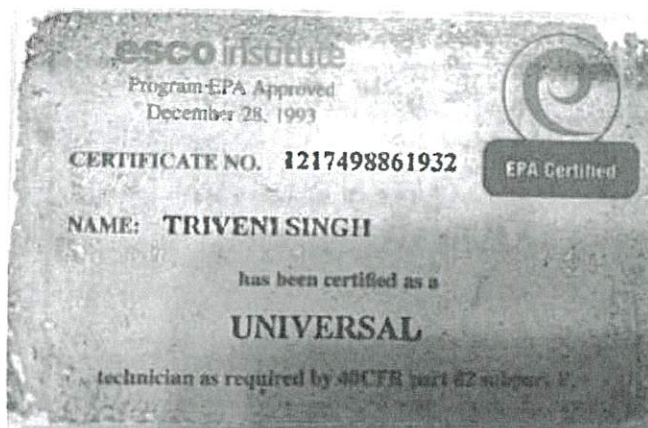 esco institute
Program EPA Approved
December 28, 1993
CERTIFICATE NO. 1217498861932
EPA Certified
NAME: TRIVENI SINGH
has been certified as a
UNIVERSAL
technician as required by 40CFR part 82 subpart F.